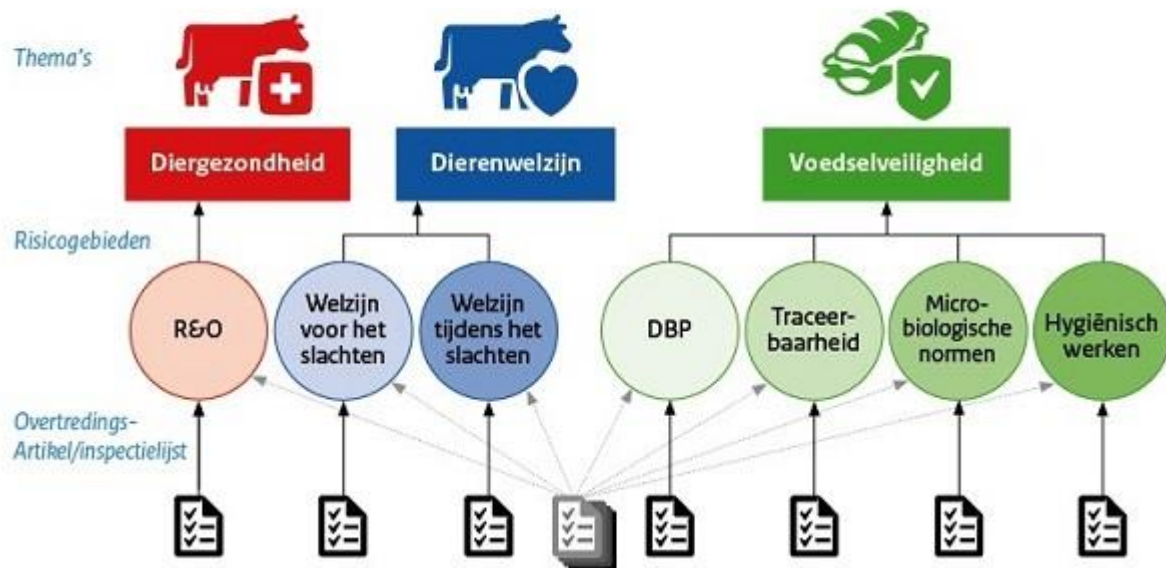 Thema's
Diergezondheid
Dierenwelzijn
Voedselveiligheid
Risicogebieden
R&O
Welzijn
voor het
slachten
Welzijn
tijdens het
slachten
DBP
Traceer-
baarheid
Micro-
biologische
normen
Hygiënisch
werken
Overtredings-
Artikel/inspectielijst